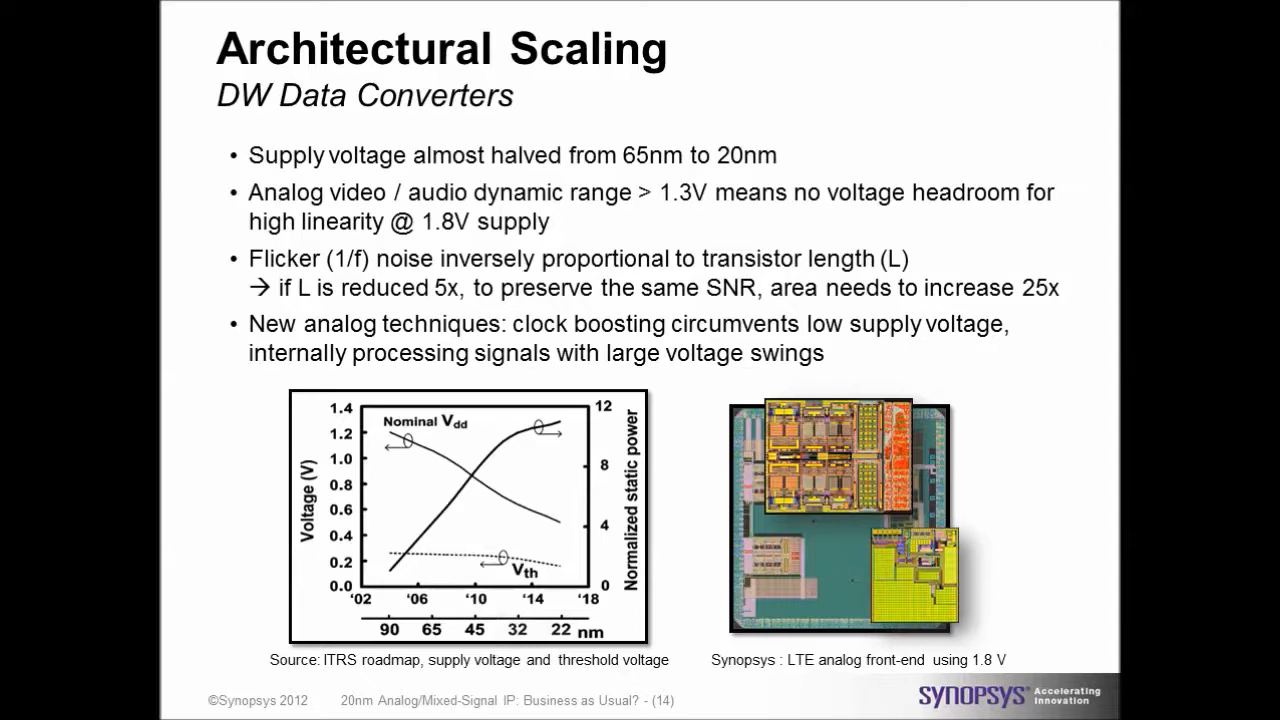 Architectural Scaling
DW Data Converters
• Supply voltage almost halved from 65nm to 20nm
• Analog video / audio dynamic range > 1.3V means no voltage headroom for
high linearity @ 1.8V supply
• Flicker (1/f) noise inversely proportional to transistor length (L)
→ if L is reduced 5x, to preserve the same SNR, area needs to increase 25x
• New analog techniques: clock boosting circumvents low supply voltage,
internally processing signals with large voltage swings
Voltage (V)
1.4
1.2
1.0
0.8
0.6
0.4
0.2
0.0
Nominal Vdd
Vth
12
8
4
0
Normalized static power
'02 '06 '10 '14 '18
90 65 45 32 22 nm
Source: ITRS roadmap, supply voltage and threshold voltage
Synopsys : LTE analog front-end using 1.8 V
©Synopsys 2012
20nm Analog/Mixed-Signal IP: Business as Usual? - (14)
SYNOPSYS®
Accelerating
Innovation